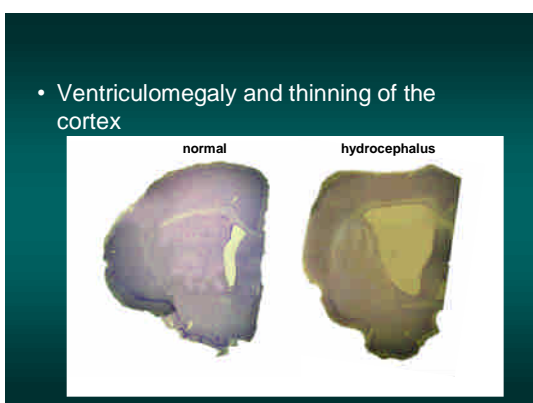 • Ventriculomegaly and thinning of the
cortex
normal hydrocephalus